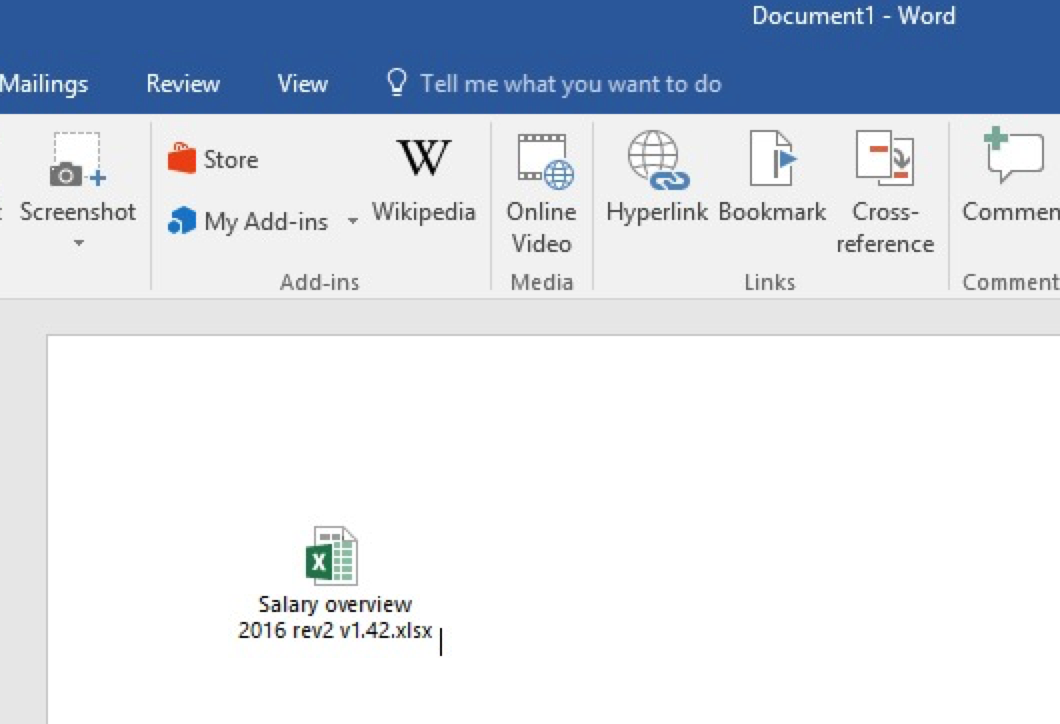 Document1 - Word
Mailings Review View Tell me what you want to do
Screenshot
Store
My Add-ins
Wikipedia
Add-ins
Online
Video
Media
Hyperlink Bookmark Cross-
reference
Links
Commen
Comment
Salary overview
2016 rev2 v1.42.xlsx